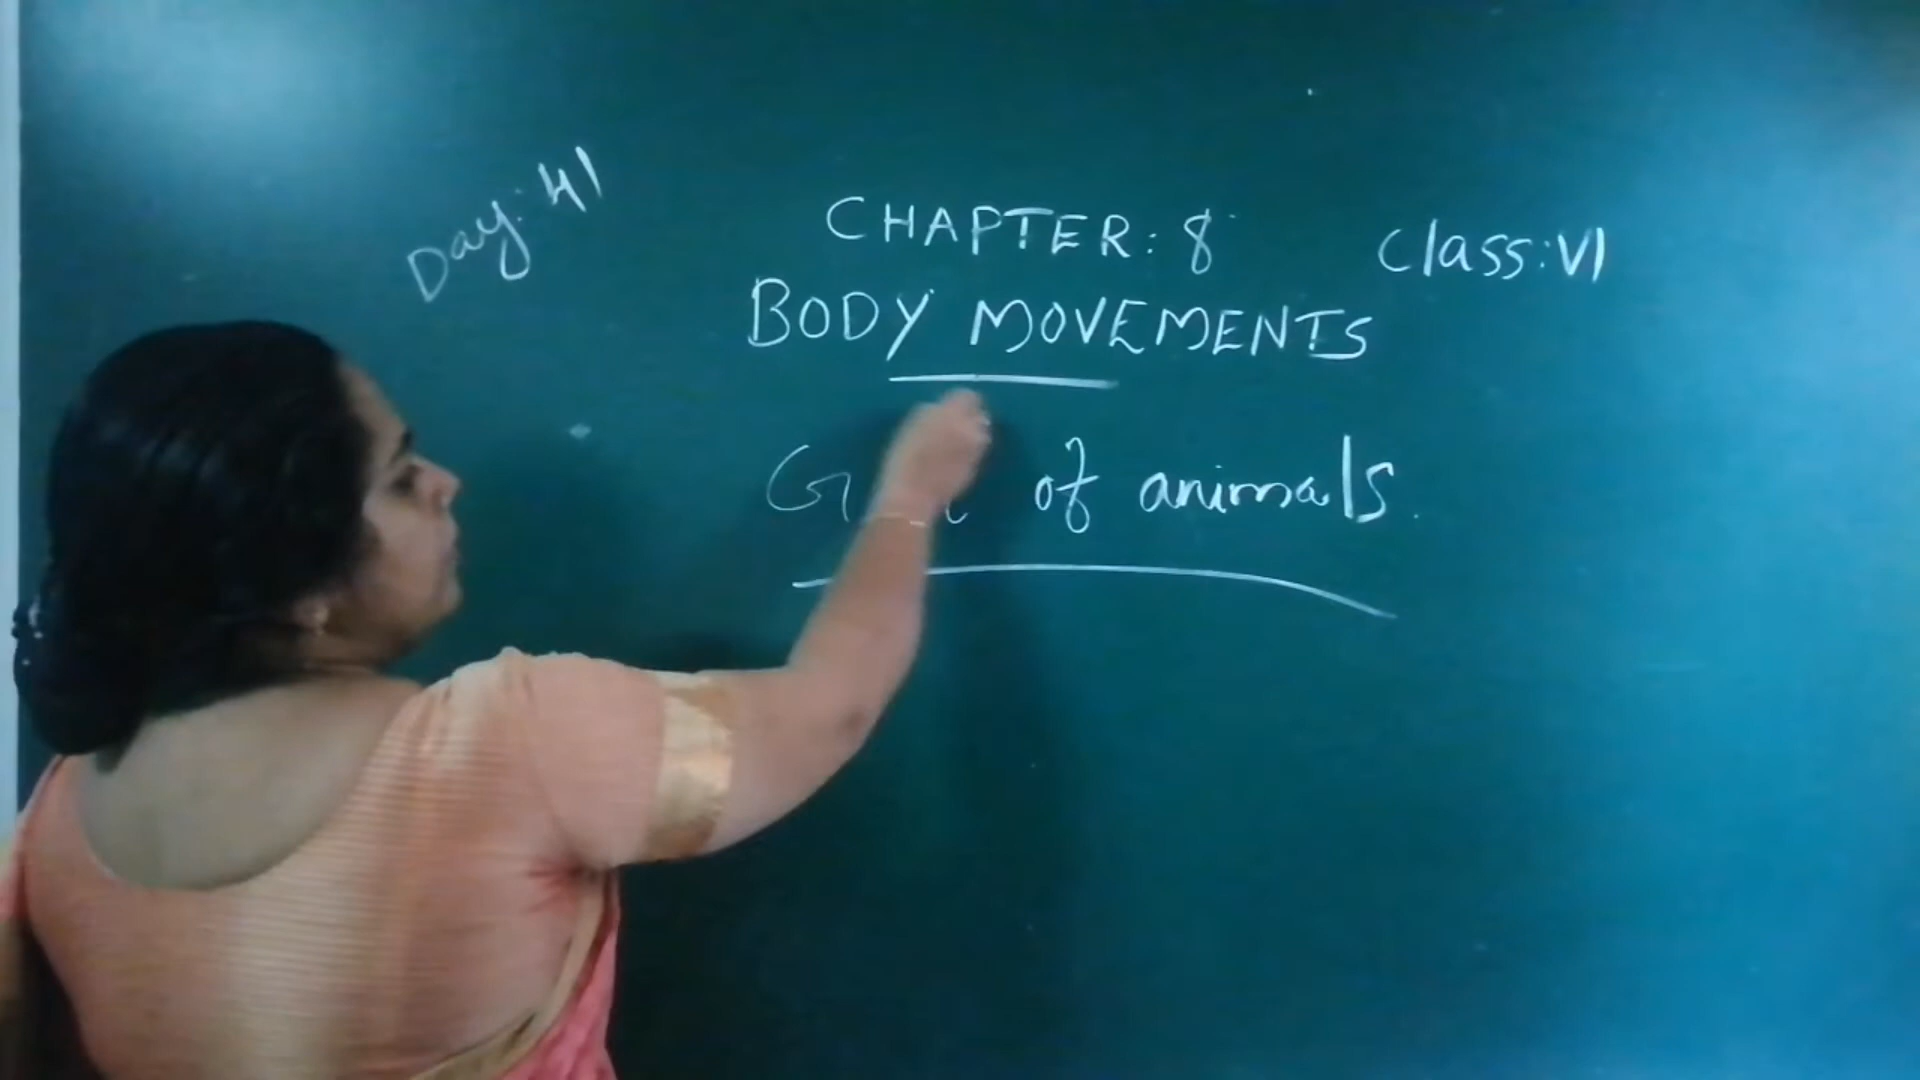 Day: 41
CHAPTER: 8
Class: VI
BODY MOVEMENTS
of animals.